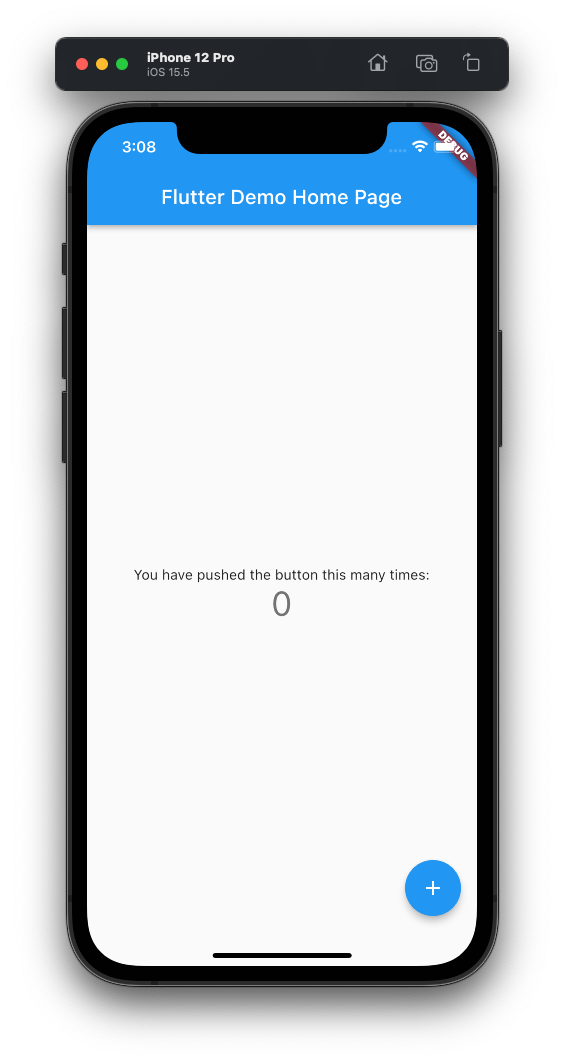 iPhone 12 Pro
iOS 15.5
3:08
DEBUG
Flutter Demo Home Page
You have pushed the button this many times:
0
+